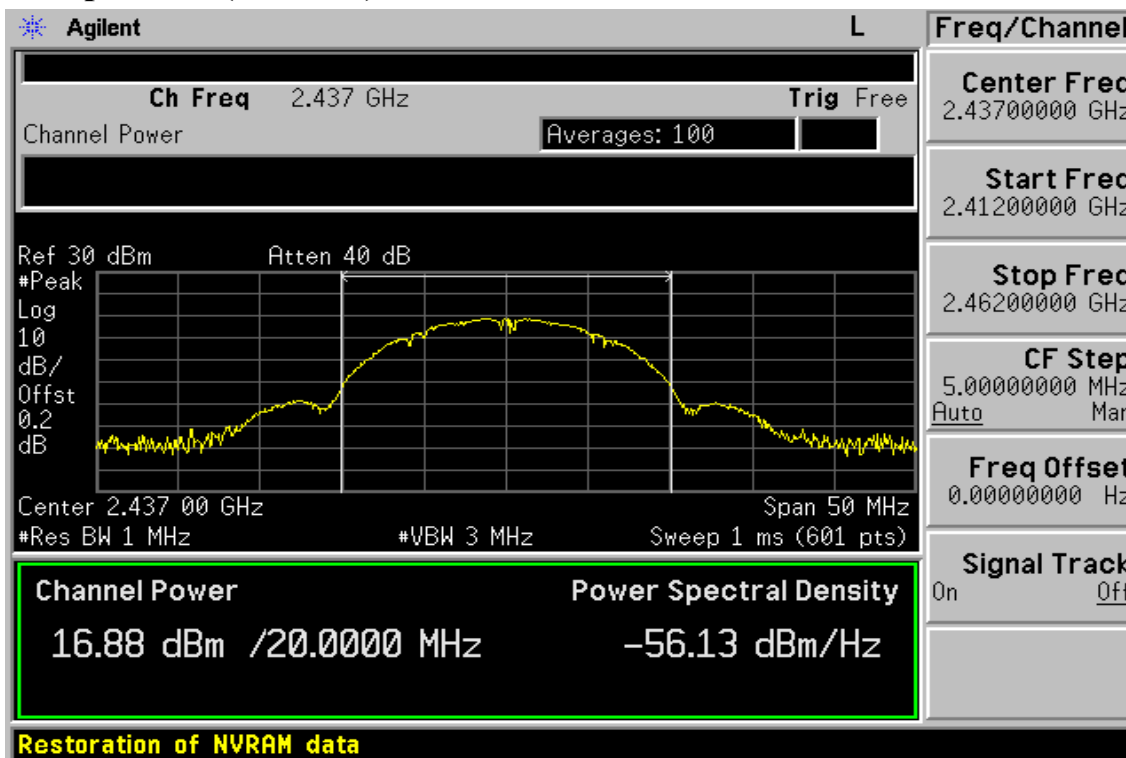 Agilent L Freq/Channel
Ch Freq 2.437 GHz Trig Free
Channel Power Averages: 100
Ref 30 dBm Atten 40 dB
#Peak
Log
10
dB/
Offst
0.2
dB
Center 2.437 00 GHz Span 50 MHz
#Res BW 1 MHz #VBW 3 MHz Sweep 1 ms (601 pts)
Channel Power Power Spectral Density
16.88 dBm /20.0000 MHz -56.13 dBm/Hz
Restoration of NVRAM data
Center Freq
2.43700000 GHz
Start Freq
2.41200000 GHz
Stop Freq
2.46200000 GHz
CF Step
5.00000000 MHz
Auto Man
Freq Offset
0.00000000 Hz
Signal Track
On Off